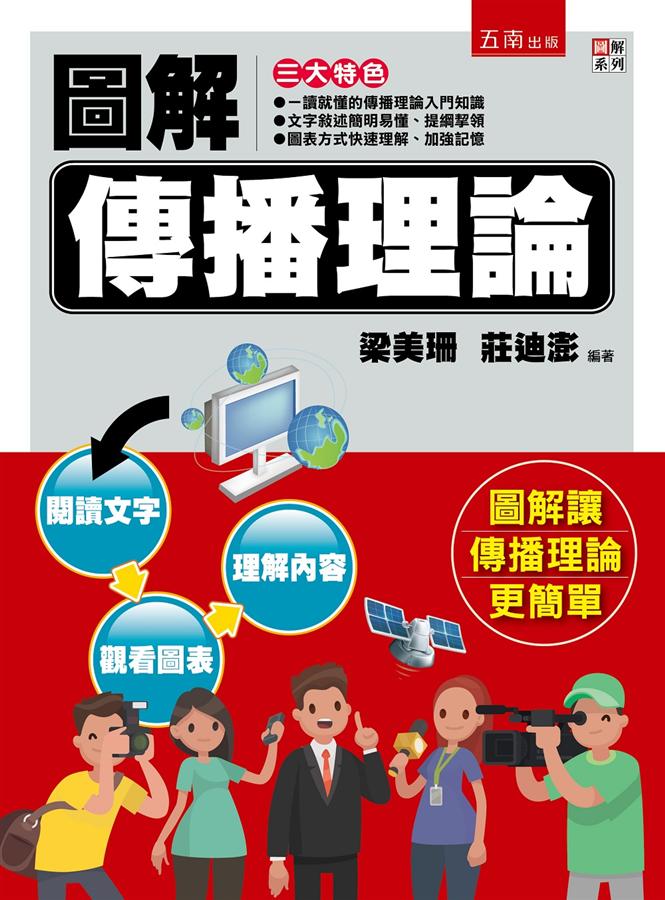 五南出版
圖解
系列
圖解
三大特色
●一讀就懂的傳播理論入門知識
●文字敘述簡明易懂、提綱挈領
●圖表方式快速理解、加強記憶
傳播理論
梁美珊 莊迪澎 編著
閱讀文字
觀看圖表
理解內容
圖解讓
傳播理論
更簡單